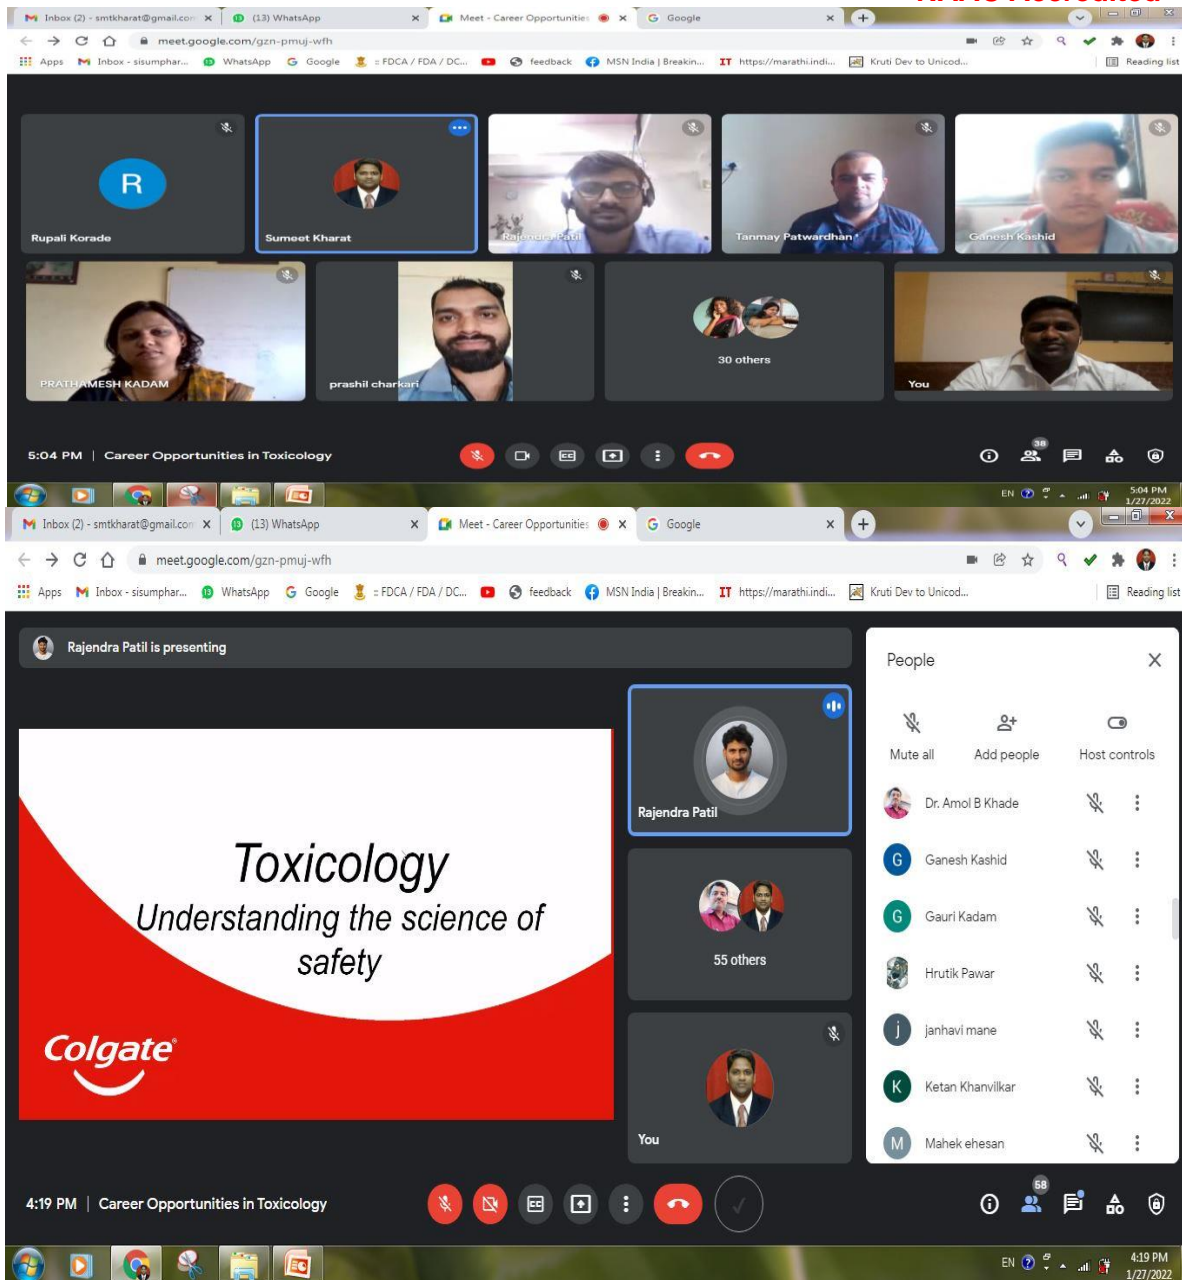 Inbox (2) - smtkharat@gmail.com
(13) WhatsApp
Meet - Career Opportunities
Google
meet.google.com/gzn-pmuj-wfh
Apps Inbox - sisumphar... WhatsApp Google :: FDCA / FDA / DC... feedback MSN India | Breakin... https://marathi.indi... Kruti Dev to Unicod... Reading list
R
Rupali Korade
Sumeet Kharat
Rajendra Patil
Tanmay Patwardhan
Ganesh Kashid
PRATHAMESH KADAM
prashil charkari
30 others
You
5:04 PM | Career Opportunities in Toxicology
38
EN
5:04 PM
1/27/2022
Inbox (2) - smtkharat@gmail.com
(13) WhatsApp
Meet - Career Opportunities
Google
meet.google.com/gzn-pmuj-wfh
Apps Inbox - sisumphar... WhatsApp Google :: FDCA / FDA / DC... feedback MSN India | Breakin... https://marathi.indi... Kruti Dev to Unicod... Reading list
Rajendra Patil is presenting
Toxicology
Understanding the science of
safety
Colgate®
Rajendra Patil
55 others
You
People
Mute all Add people Host controls
Dr. Amol B Khade
G Ganesh Kashid
G Gauri Kadam
Hrutik Pawar
j janhavi mane
K Ketan Khanvilkar
M Mahek ehesan
4:19 PM | Career Opportunities in Toxicology
58
EN
4:19 PM
1/27/2022